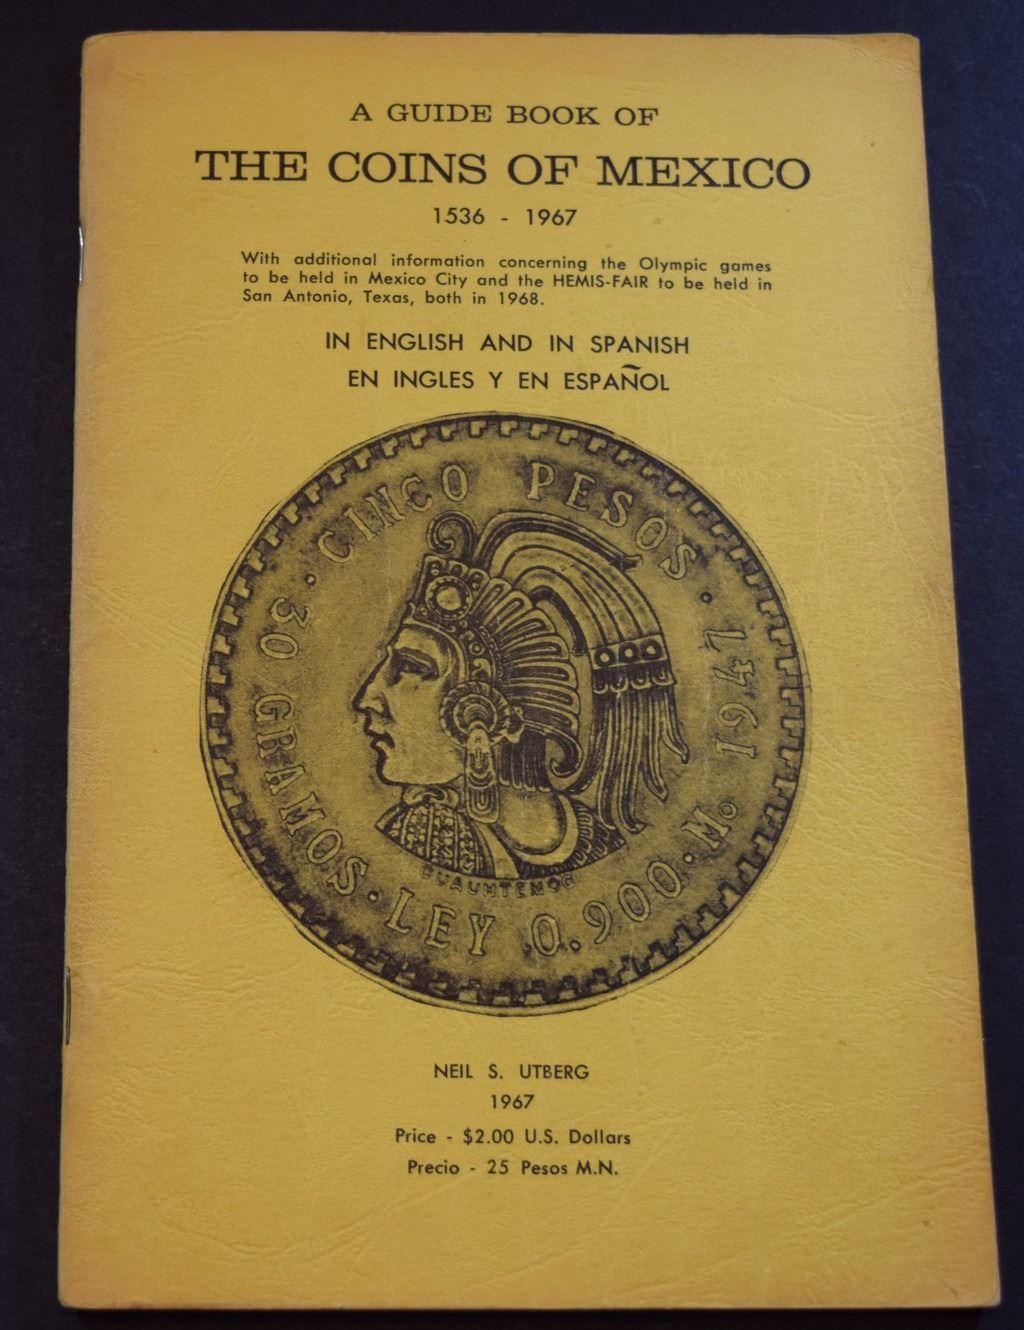 A GUIDE BOOK OF
THE COINS OF MEXICO
1536 - 1967
With additional information concerning the Olympic games
to be held in Mexico City and the HEMIS-FAIR to be held in
San Antonio, Texas, both in 1968.
IN ENGLISH AND IN SPANISH
EN INGLES Y EN ESPAÑOL
30 GRAMOS · LEY 0.900 · Mo 1947 · CINCO PESOS ·
CUAUHTEMOC
NEIL S. UTBERG
1967
Price - $2.00 U.S. Dollars
Precio - 25 Pesos M.N.